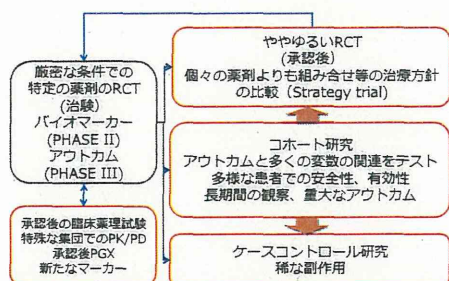 厳密な条件での
特定の薬剤のRCT
(治験)
バイオマーカー
(PHASE II)
アウトカム
(PHASE III)
承認後の臨床薬理試験
特殊な集団でのPK/PD
承認後PGX
新たなマーカー
ややゆるいRCT
(承認後)
個々の薬剤よりも組み合せ等の治療方針
の比較（Strategy trial)
コホート研究
アウトカムと多くの変数の関連をテスト
多様な患者での安全性、有効性
長期間の観察、重大なアウトカム
ケースコントロール研究
稀な副作用